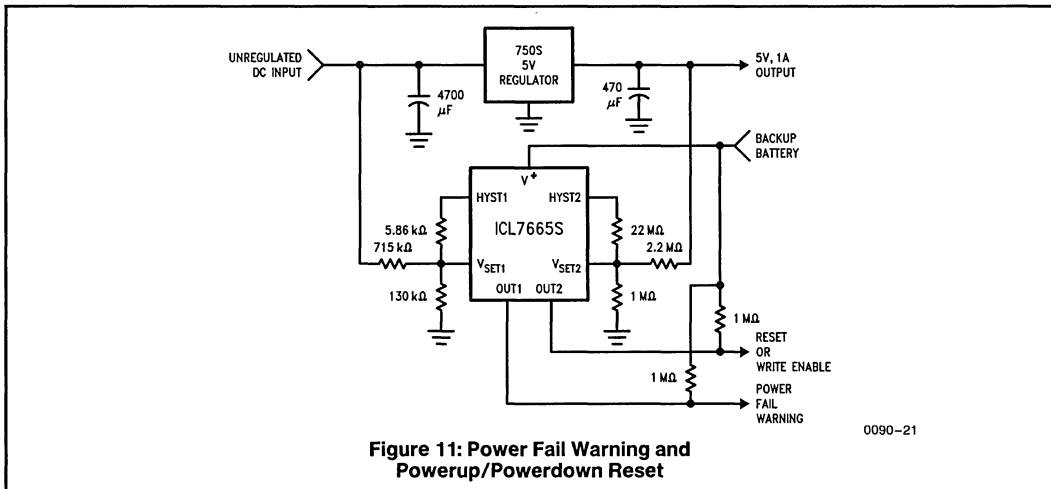 UNREGULATED
DC INPUT
750S
5V
REGULATOR
5V, 1A
OUTPUT
4700
μF
470
μF
BACKUP
BATTERY
V+
HYST1
HYST2
ICL7665S
5.86 kΩ
715 kΩ
22 MΩ
2.2 MΩ
VSET1
VSET2
130 kΩ
OUT1
OUT2
1 MΩ
1 MΩ
RESET
OR
WRITE ENABLE
1 MΩ
POWER
FAIL
WARNING
0090-21
Figure 11: Power Fail Warning and
Powerup/Powerdown Reset